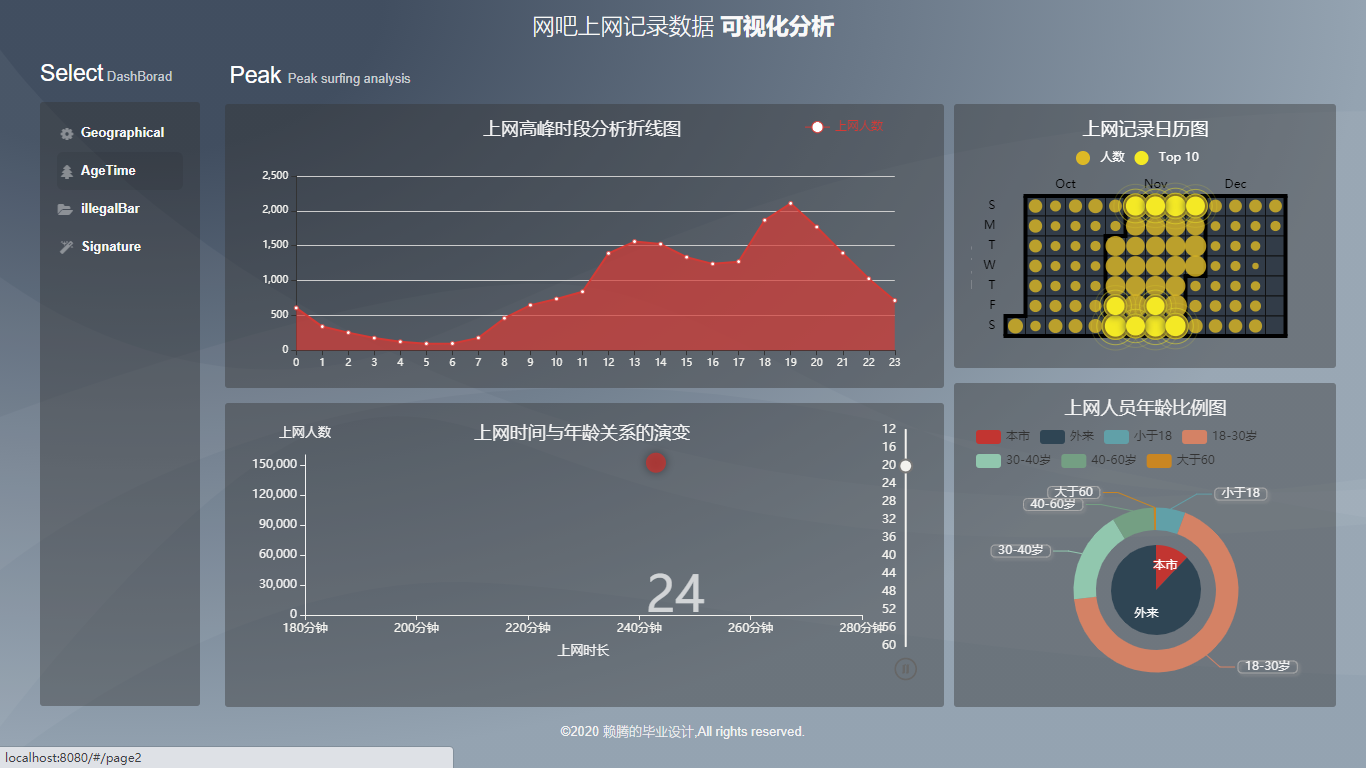 网吧上网记录数据 可视化分析
Select DashBorad
Geographical
AgeTime
illegalBar
Signature
Peak Peak surfing analysis
上网高峰时段分析折线图
上网人数
2,500
2,000
1,500
1,000
500
0
0 1 2 3 4 5 6 7 8 9 10 11 12 13 14 15 16 17 18 19 20 21 22 23
上网记录日历图
人数 Top 10
Oct Nov Dec
S
M
T
W
T
F
S
上网人数
上网时间与年龄关系的演变
150,000
120,000
90,000
60,000
30,000
0
180分钟 200分钟 220分钟 240分钟 260分钟 280分钟
上网时长
24
12
16
20
24
28
32
36
40
44
48
52
56
60
上网人员年龄比例图
本市 外来 小于18 18-30岁
30-40岁 40-60岁 大于60
大于60
小于18
40-60岁
30-40岁
本市
外来
18-30岁
©2020 赖腾的毕业设计,All rights reserved.
localhost:8080/#/page2